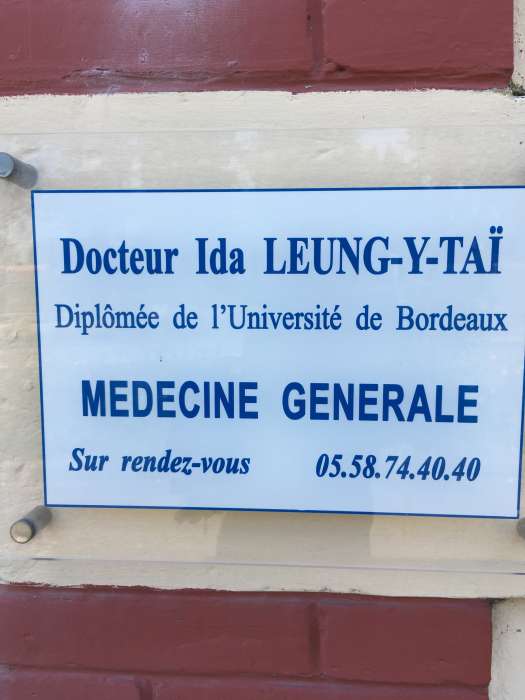 Docteur Ida LEUNG-Y-TAÏ
Diplômée de l'Université de Bordeaux
MEDECINE GENERALE
Sur rendez-vous 05.58.74.40.40